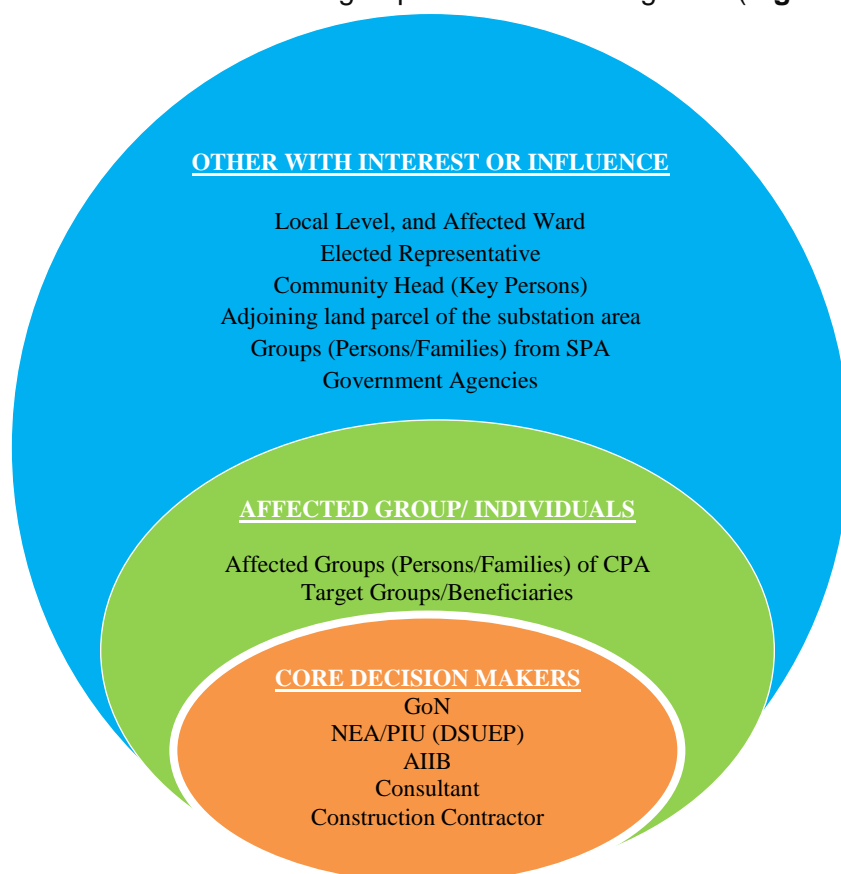 OTHER WITH INTEREST OR INFLUENCE
Local Level, and Affected Ward
Elected Representative
Community Head (Key Persons)
Adjoining land parcel of the substation area
Groups (Persons/Families) from SPA
Government Agencies
AFFECTED GROUP/ INDIVIDUALS
Affected Groups (Persons/Families) of CPA
Target Groups/Beneficiaries
CORE DECISION MAKERS
GoN
NEA/PIU (DSUEP)
AIIB
Consultant
Construction Contractor